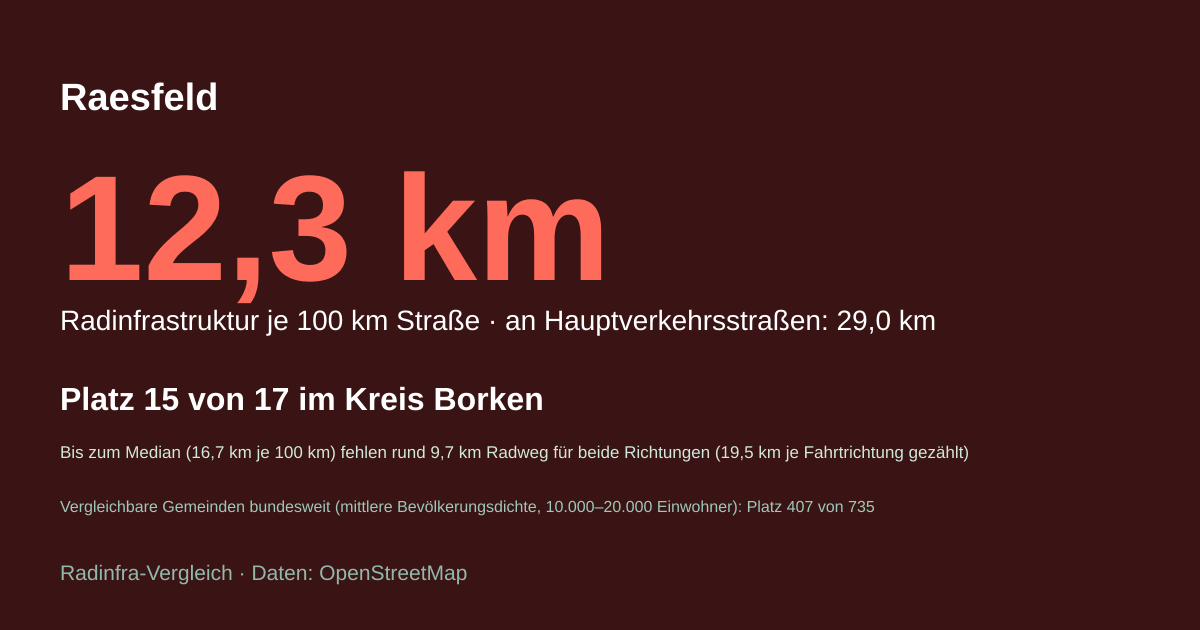 Raesfeld
12,3 km
Radinfrastruktur je 100 km Straße · an Hauptverkehrsstraßen: 29,0 km
Platz 15 von 17 im Kreis Borken
Bis zum Median (16,7 km je 100 km) fehlen rund 9,7 km Radweg für beide Richtungen (19,5 km je Fahrtrichtung gezählt)
Vergleichbare Gemeinden bundesweit (mittlere Bevölkerungsdichte, 10.000–20.000 Einwohner): Platz 407 von 735
Radinfra-Vergleich · Daten: OpenStreetMap